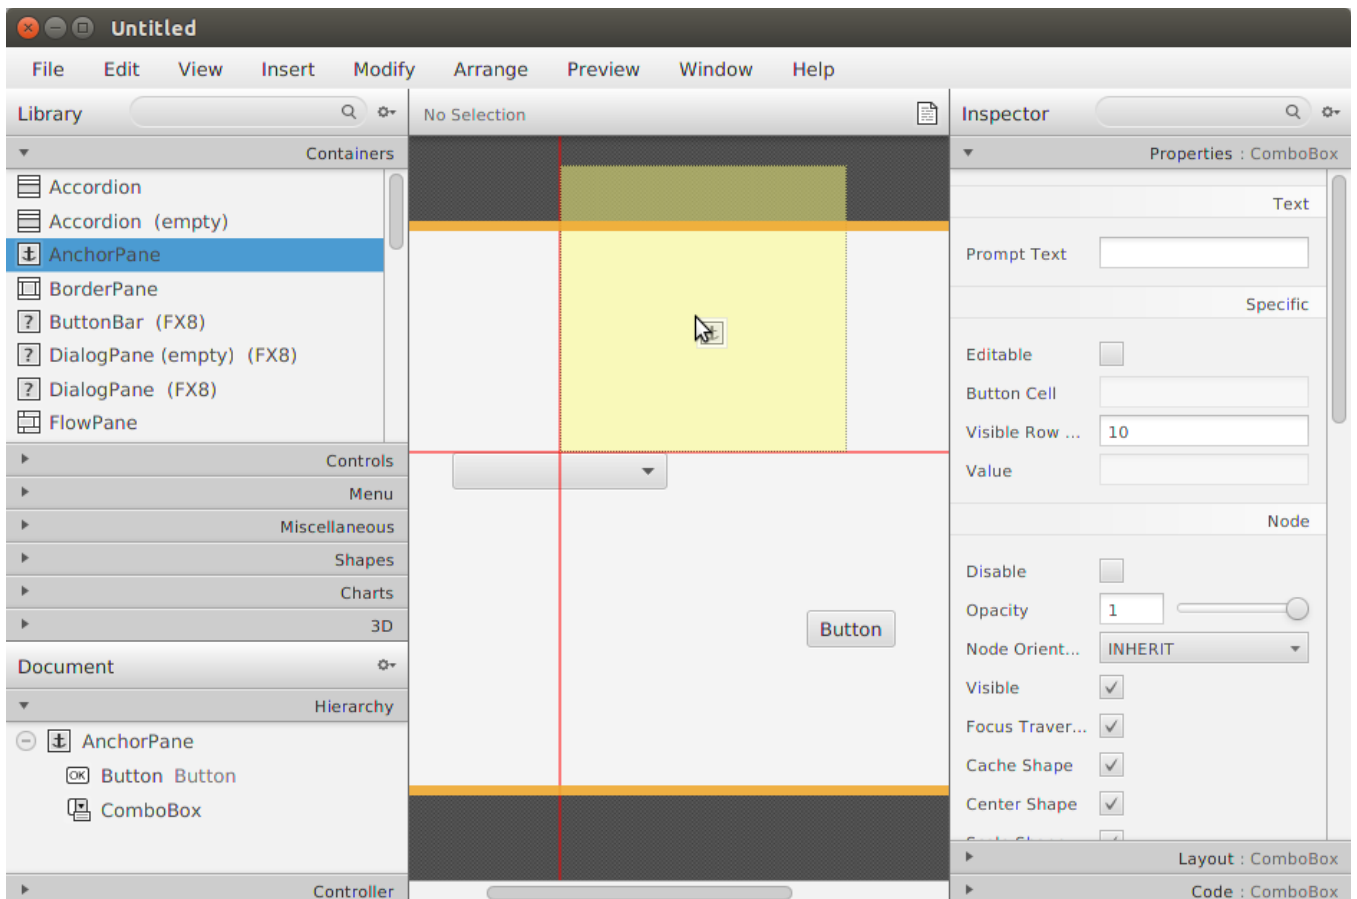 Untitled
File Edit View Insert Modify Arrange Preview Window Help
Library
Containers
Accordion
Accordion (empty)
AnchorPane
BorderPane
ButtonBar (FX8)
DialogPane (empty) (FX8)
DialogPane (FX8)
FlowPane
Controls
Menu
Miscellaneous
Shapes
Charts
3D
Document
Hierarchy
AnchorPane
OK Button Button
ComboBox
Controller
No Selection
Button
Inspector
Properties : ComboBox
Text
Prompt Text
Specific
Editable
Button Cell
Visible Row ... 10
Value
Node
Disable
Opacity 1
Node Orient... INHERIT
Visible
Focus Traver...
Cache Shape
Center Shape
Layout : ComboBox
Code : ComboBox